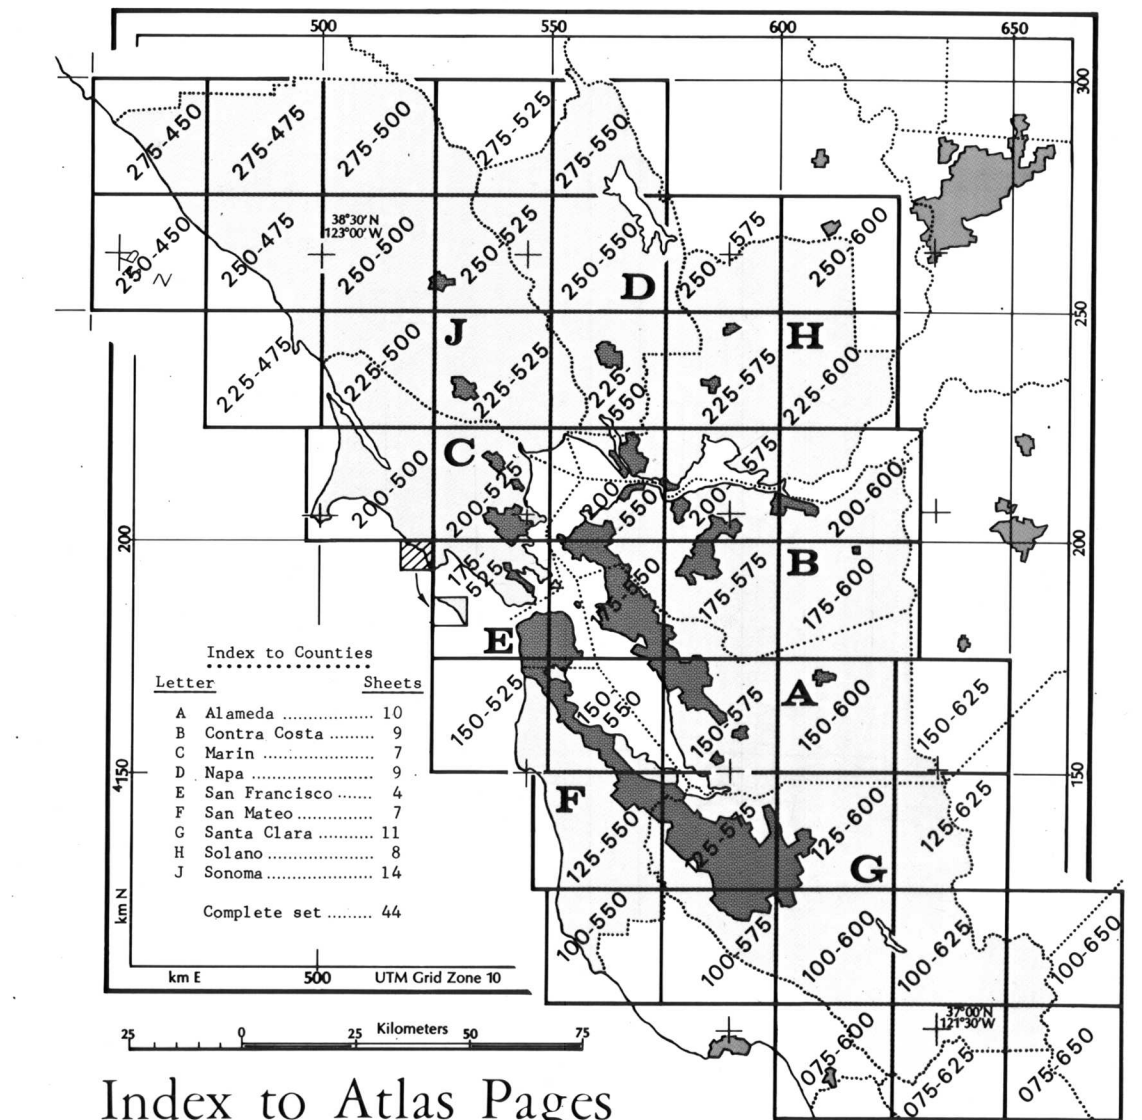 500 550 600 650
300
275-450 275-475 275-500 275-525 275-550
38°30′ N
123°00′ W
250-450 250-475 250-500 250-525 250-550 250-575 250-600
D
250
J H
225-475 225-500 225-525 225-550 225-575 225-600
C
200-500 200-525 200-550 200-575 200-600
200 200
B
175-525 175-550 175-575 175-600
E
A
150-525 150-550 150-575 150-600 150-625
Index to Counties
Letter Sheets
A Alameda .................. 10
B Contra Costa ......... 9
C Marin ..................... 7
D Napa ...................... 9
E San Francisco ....... 4
F San Mateo .............. 7
G Santa Clara ........... 11
H Solano .................... 8
J Sonoma .................... 14
Complete set ......... 44
4150 150
F
125-550 125-575 125-600 125-625
G
km N
100-550 100-575 100-600 100-625 100-650
km E 500 UTM Grid Zone 10
37°00′N
121°30′W
075-600 075-625 075-650
Kilometers
25 0 25 50 75
Index to Atlas Pages